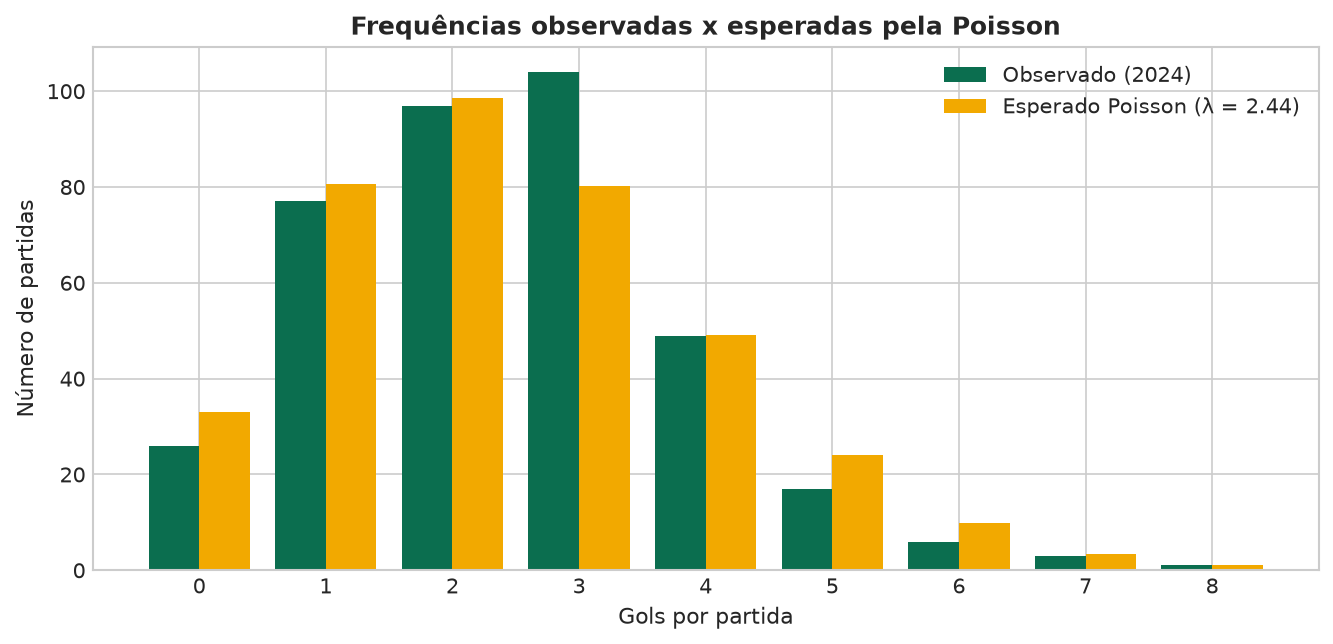 Frequências observadas x esperadas pela Poisson
Observado (2024)
Esperado Poisson (λ = 2.44)
Número de partidas
100
80
60
40
20
0
0 1 2 3 4 5 6 7 8
Gols por partida